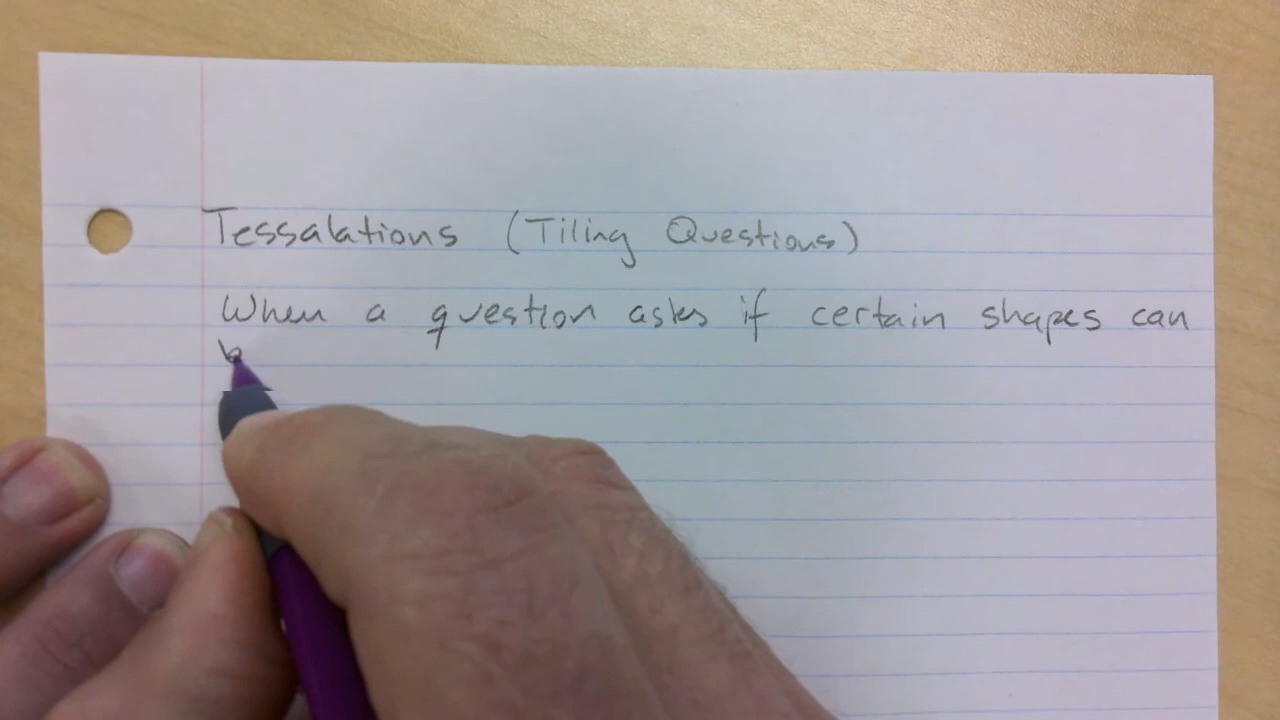 Tessalations (Tiling Questions)
When a question asks if certain shapes can
b